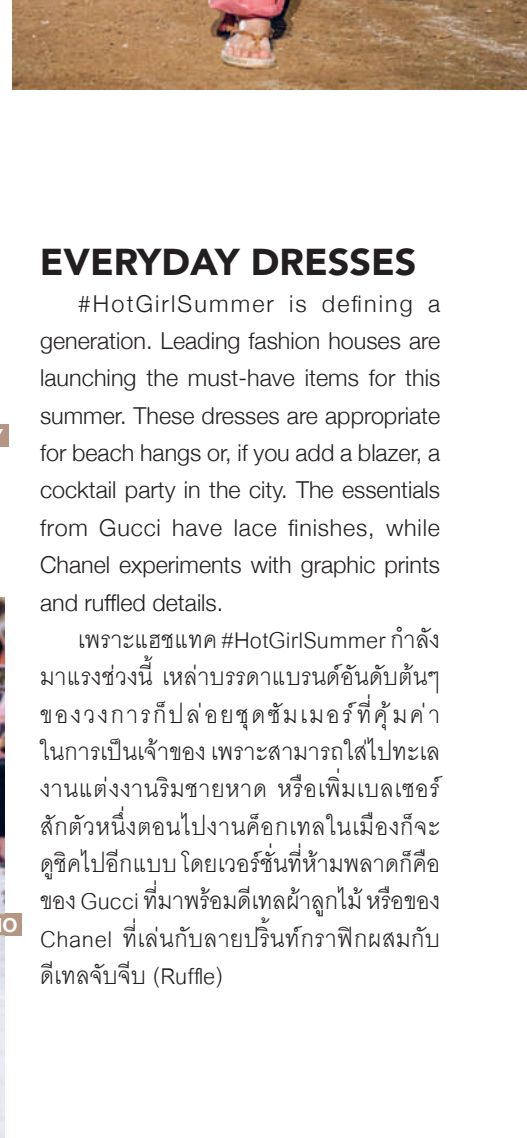 EVERYDAY DRESSES
#HotGirlSummer is defining a
generation. Leading fashion houses are
launching the must-have items for this
summer. These dresses are appropriate
for beach hangs or, if you add a blazer, a
cocktail party in the city. The essentials
from Gucci have lace finishes, while
Chanel experiments with graphic prints
and ruffled details.
เพราะแฮชแทค #HotGirlSummer กำลัง
มาแรงช่วงนี้ เหล่าบรรดาแบรนด์อันดับต้นๆ
ของวงการก็ปล่อยชุดซัมเมอร์ที่คุ้มค่า
ในการเป็นเจ้าของ เพราะสามารถใส่ไปทะเล
งานแต่งงานริมชายหาด หรือเพิ่มเบลเซอร์
สักตัวหนึ่งตอนไปงานค็อกเทลในเมืองก็จะ
ดูชิคไปอีกแบบ โดยเวอร์ชั่นที่ห้ามพลาดก็คือ
ของ Gucci ที่มาพร้อมดีเทลผ้าลูกไม้ หรือของ
Chanel ที่เล่นกับลายปริ้นท์กราฟิกผสมกับ
ดีเทลจับจีบ (Ruffle)